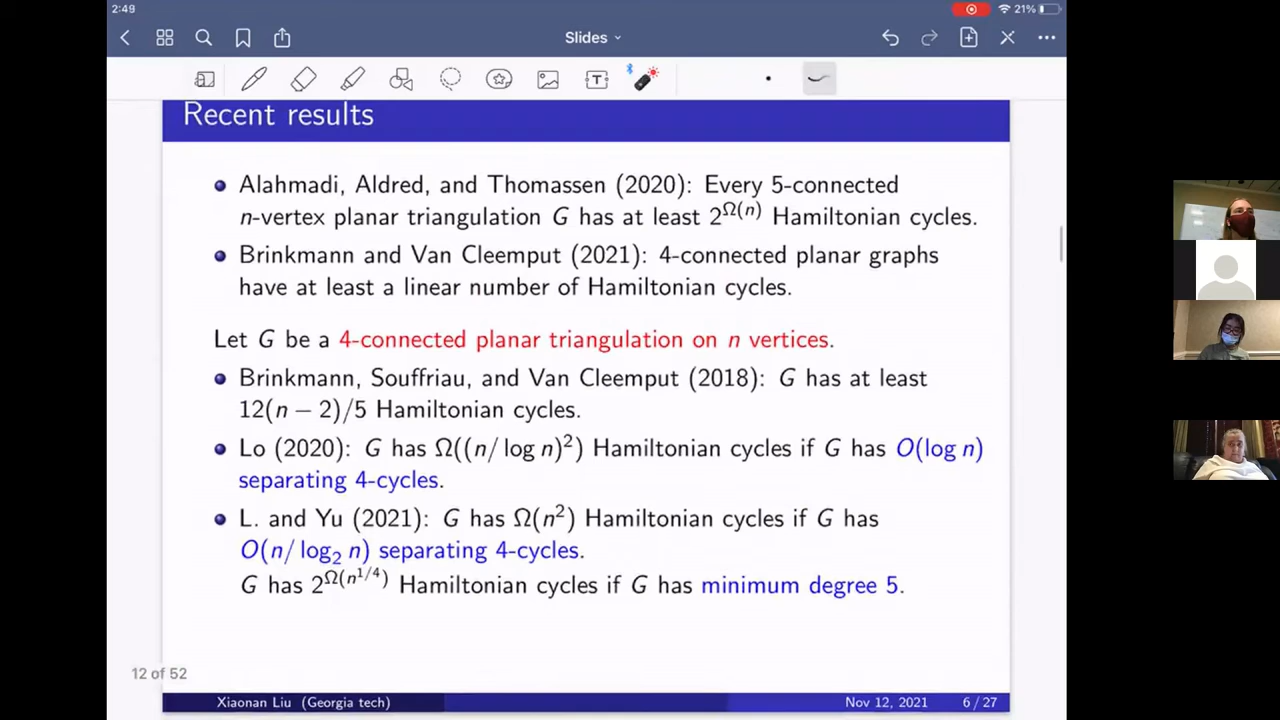 2:49
21%
Slides
T
Recent results
Alahmadi, Aldred, and Thomassen (2020): Every 5-connected
n-vertex planar triangulation G has at least 2^Ω(n) Hamiltonian cycles.
Brinkmann and Van Cleemput (2021): 4-connected planar graphs
have at least a linear number of Hamiltonian cycles.
Let G be a 4-connected planar triangulation on n vertices.
Brinkmann, Souffriau, and Van Cleemput (2018): G has at least
12(n − 2)/5 Hamiltonian cycles.
Lo (2020): G has Ω((n/ log n)²) Hamiltonian cycles if G has O(log n)
separating 4-cycles.
L. and Yu (2021): G has Ω(n²) Hamiltonian cycles if G has
O(n/ log₂ n) separating 4-cycles.
G has 2^Ω(n^1/4) Hamiltonian cycles if G has minimum degree 5.
12 of 52
Xiaonan Liu (Georgia tech) Nov 12, 2021 6 / 27